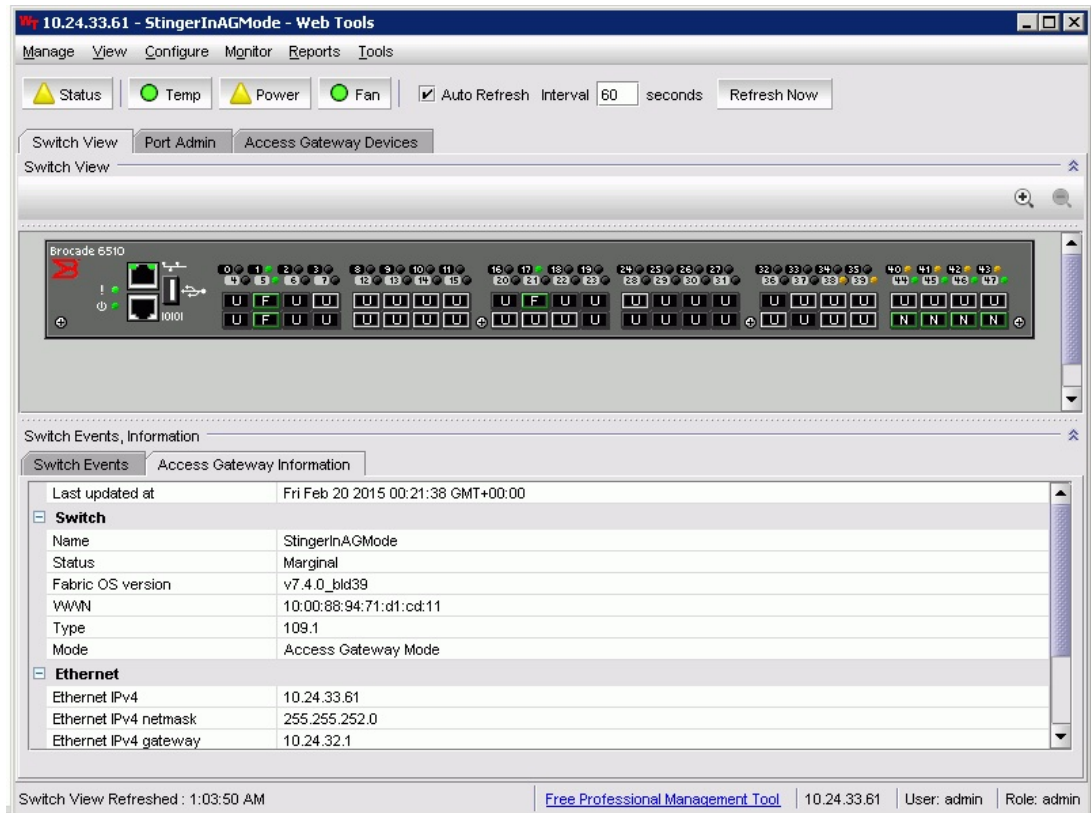 10.24.33.61 - StingerInAGMode - Web Tools
Manage View Configure Monitor Reports Tools
Status Temp Power Fan Auto Refresh Interval 60 seconds Refresh Now
Switch View Port Admin Access Gateway Devices
Switch View
Brocade 6510
0 1 2 3 8 9 10 11 16 17 18 19 24 25 26 27 32 33 34 35 40 41 42 43
4 5 6 7 12 13 14 15 20 21 22 23 28 29 30 31 36 37 38 39 44 45 46 47
U F U U U U U U U F U U U U U U U U U U U U U U
U F U U U U U U U U U U U U U U U U U U N N N N
IOIOI
Switch Events, Information
Switch Events Access Gateway Information
Last updated at Fri Feb 20 2015 00:21:38 GMT+00:00
Switch
Name StingerInAGMode
Status Marginal
Fabric OS version v7.4.0_bld39
WWN 10:00:88:94:71:d1:cd:11
Type 109.1
Mode Access Gateway Mode
Ethernet
Ethernet IPv4 10.24.33.61
Ethernet IPv4 netmask 255.255.252.0
Ethernet IPv4 gateway 10.24.32.1
Switch View Refreshed : 1:03:50 AM Free Professional Management Tool 10.24.33.61 User: admin Role: admin